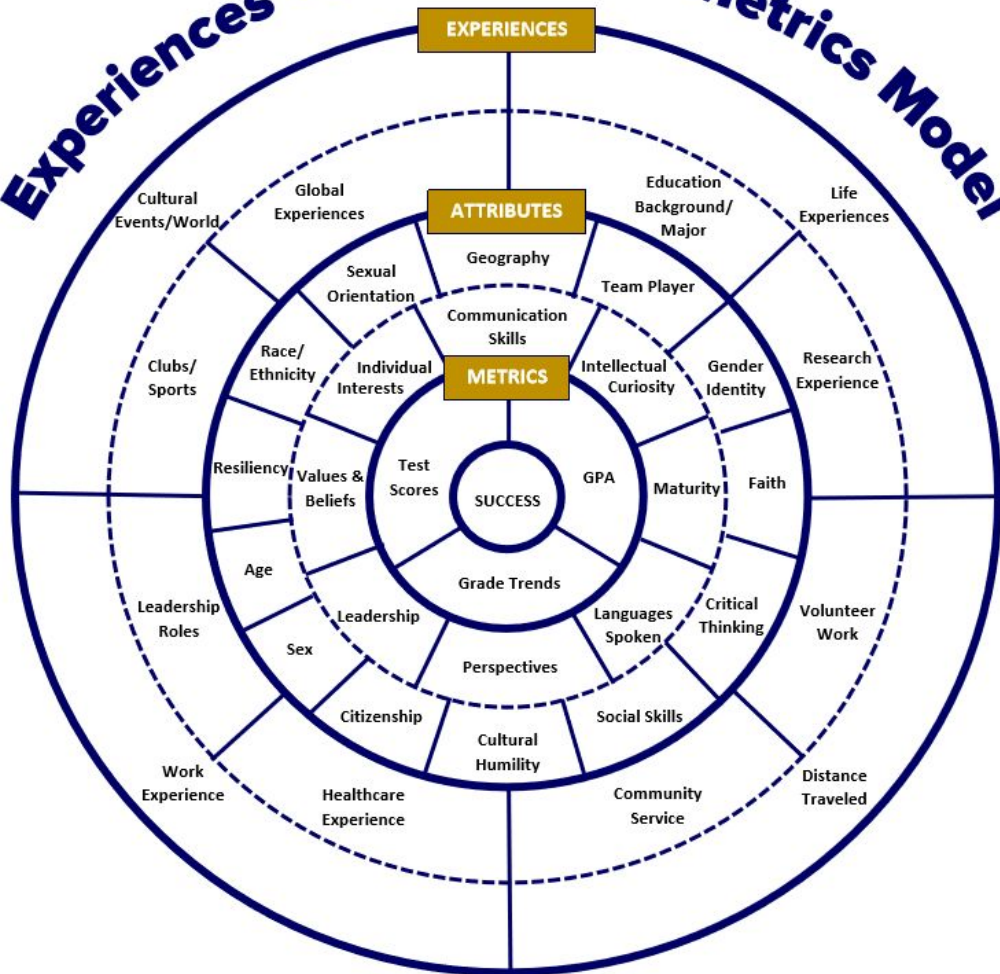 Experiences
etrics Model
EXPERIENCES
Cultural
Events/World
Global
Experiences
Education
Background/
Major
Life
Experiences
Clubs/
Sports
Research
Experience
Leadership
Roles
Volunteer
Work
Work
Experience
Healthcare
Experience
Community
Service
Distance
Traveled
ATTRIBUTES
Geography
Sexual
Orientation
Team Player
Race/
Ethnicity
Gender
Identity
Resiliency
Faith
Age
Critical
Thinking
Sex
Social Skills
Citizenship
Cultural
Humility
Communication
Skills
Individual
Interests
Intellectual
Curiosity
Values &
Beliefs
Maturity
Leadership
Languages
Spoken
Perspectives
METRICS
Test
Scores
GPA
Grade Trends
SUCCESS